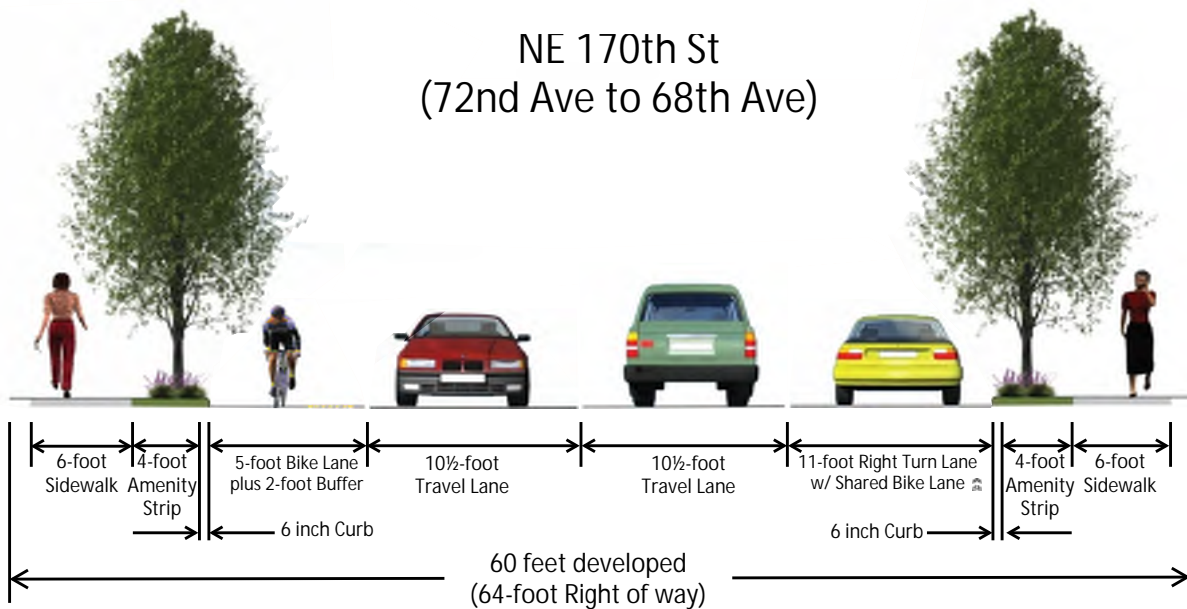 NE 170th St
(72nd Ave to 68th Ave)
6-foot
Sidewalk
4-foot
Amenity
Strip
5-foot Bike Lane
plus 2-foot Buffer
10½-foot
Travel Lane
10½-foot
Travel Lane
11-foot Right Turn Lane
w/ Shared Bike Lane
4-foot
Amenity
Strip
6-foot
Sidewalk
6 inch Curb
6 inch Curb
60 feet developed
(64-foot Right of way)